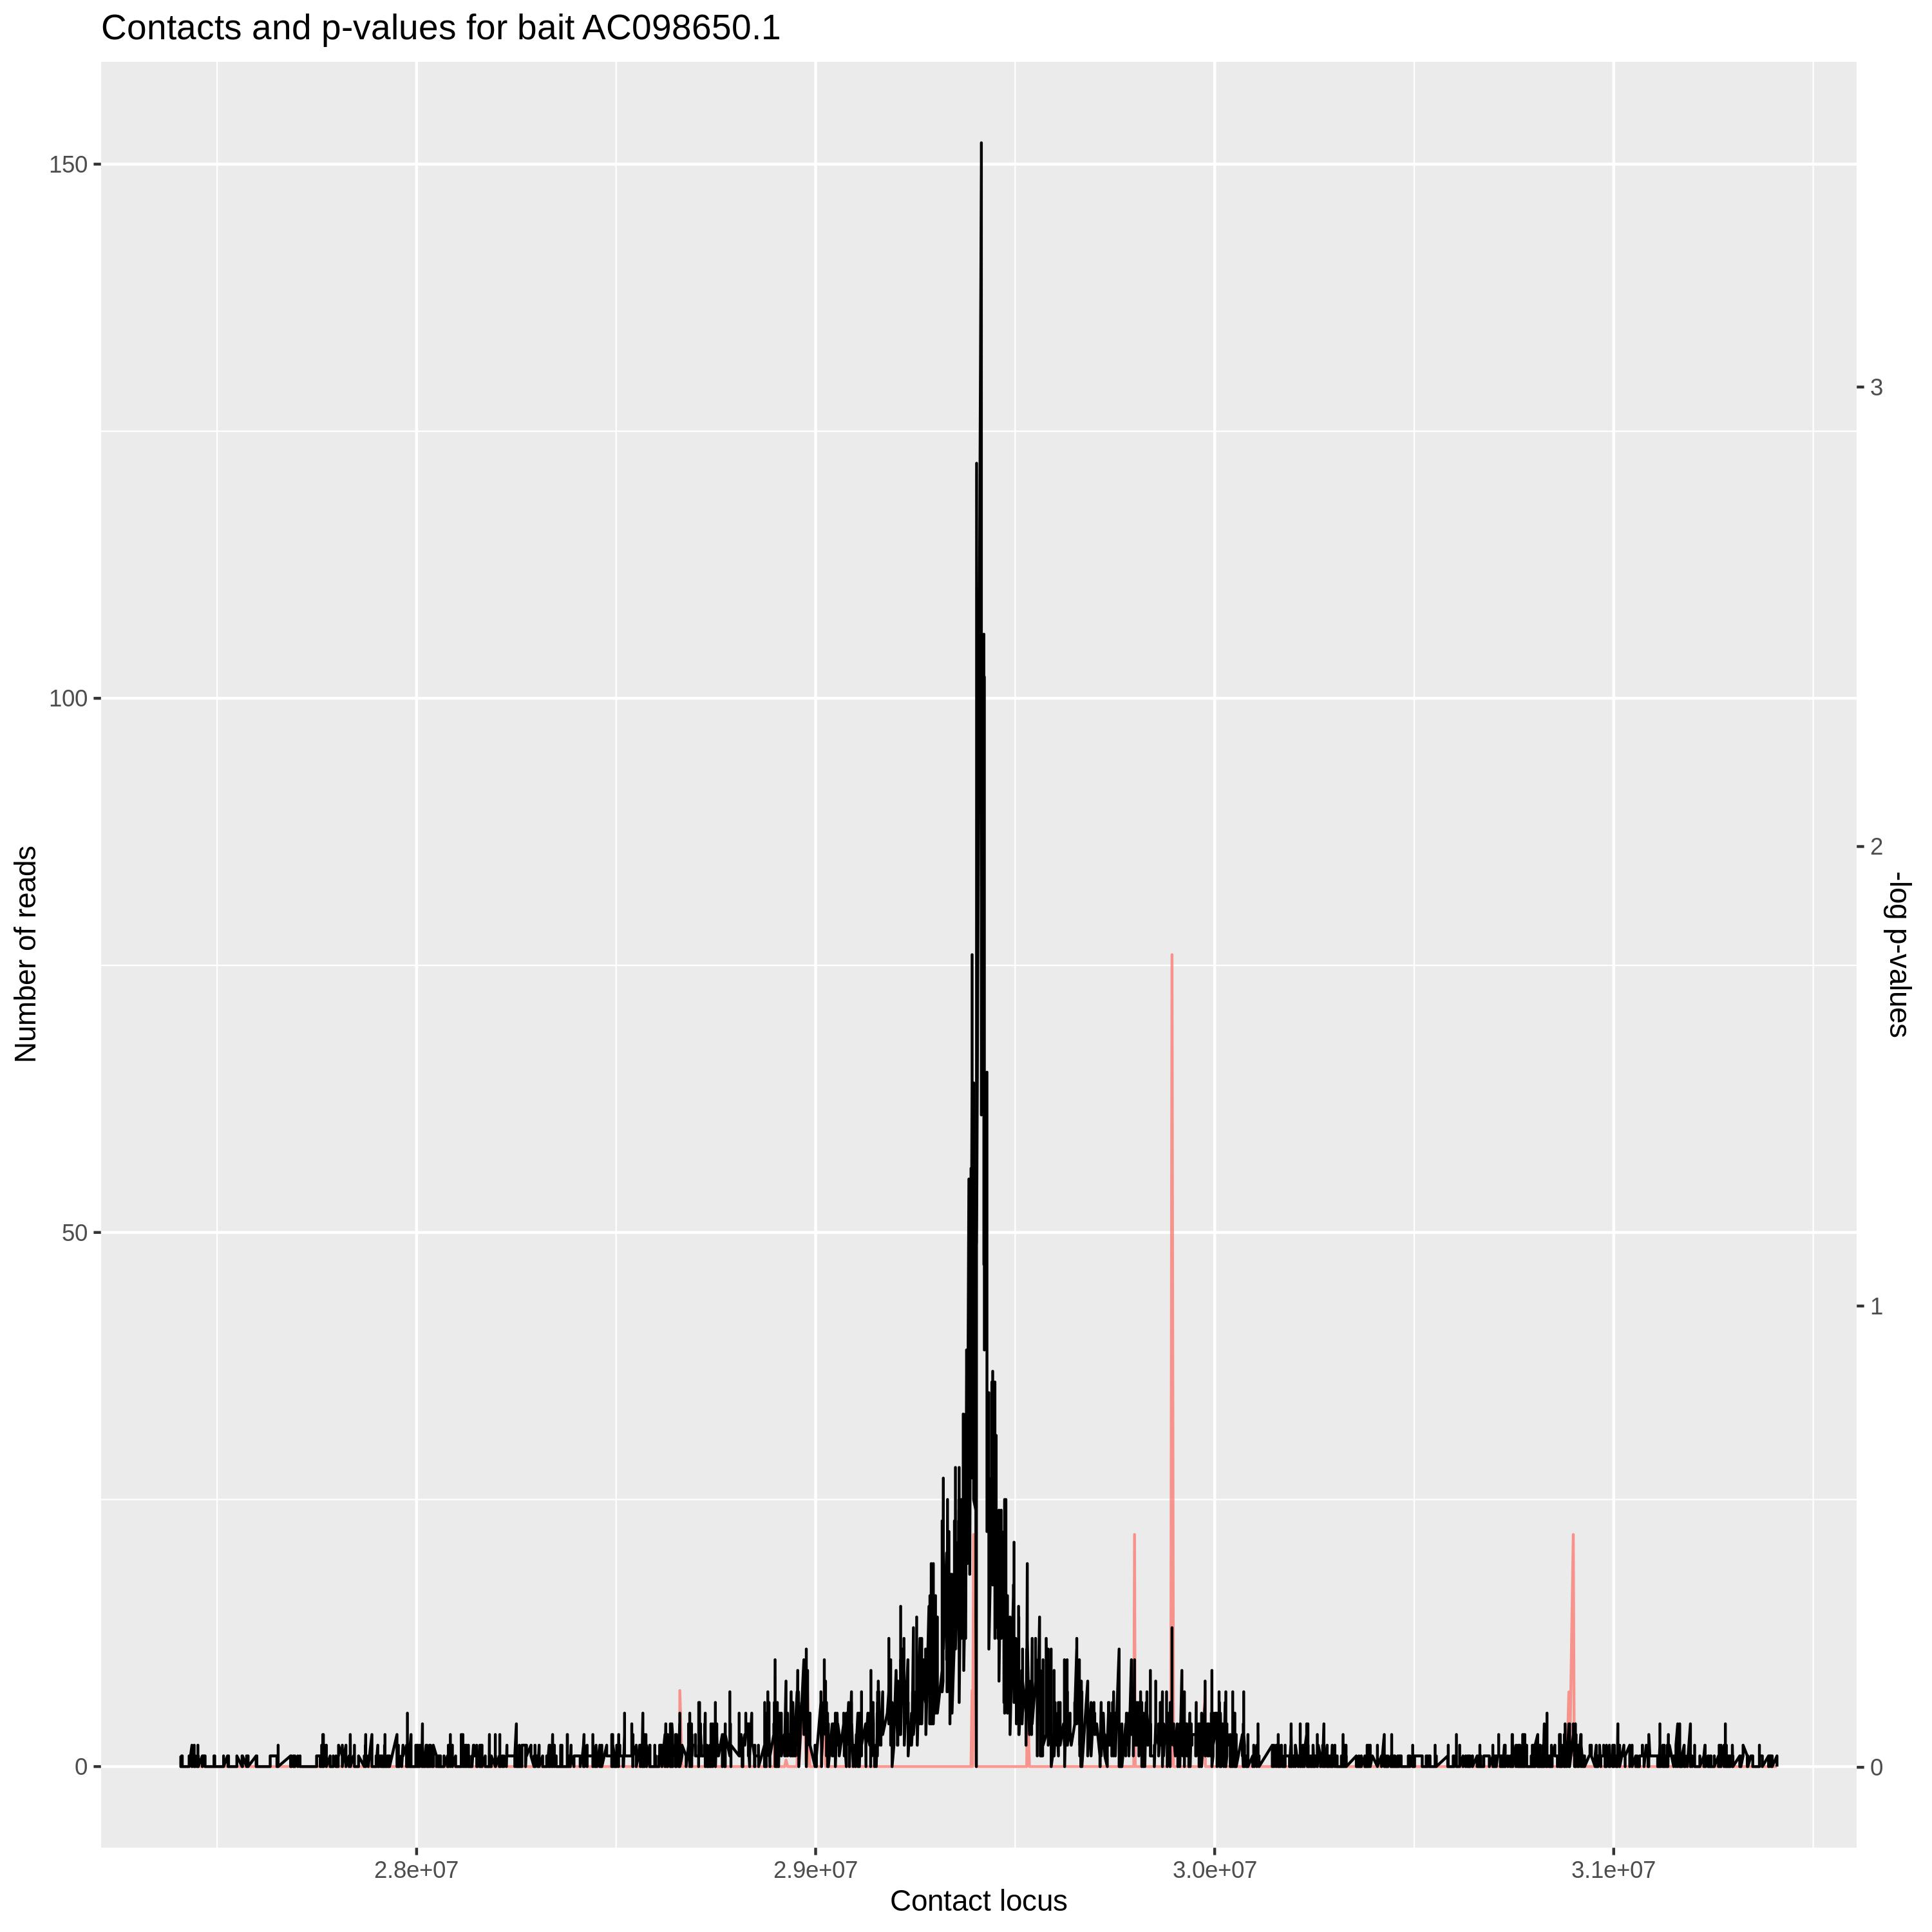 Contacts and p-values for bait AC098650.1
150
100
50
0
Number of reads
3
2
1
0
-log p-values
2.8e+07
2.9e+07
3.0e+07
3.1e+07
Contact locus